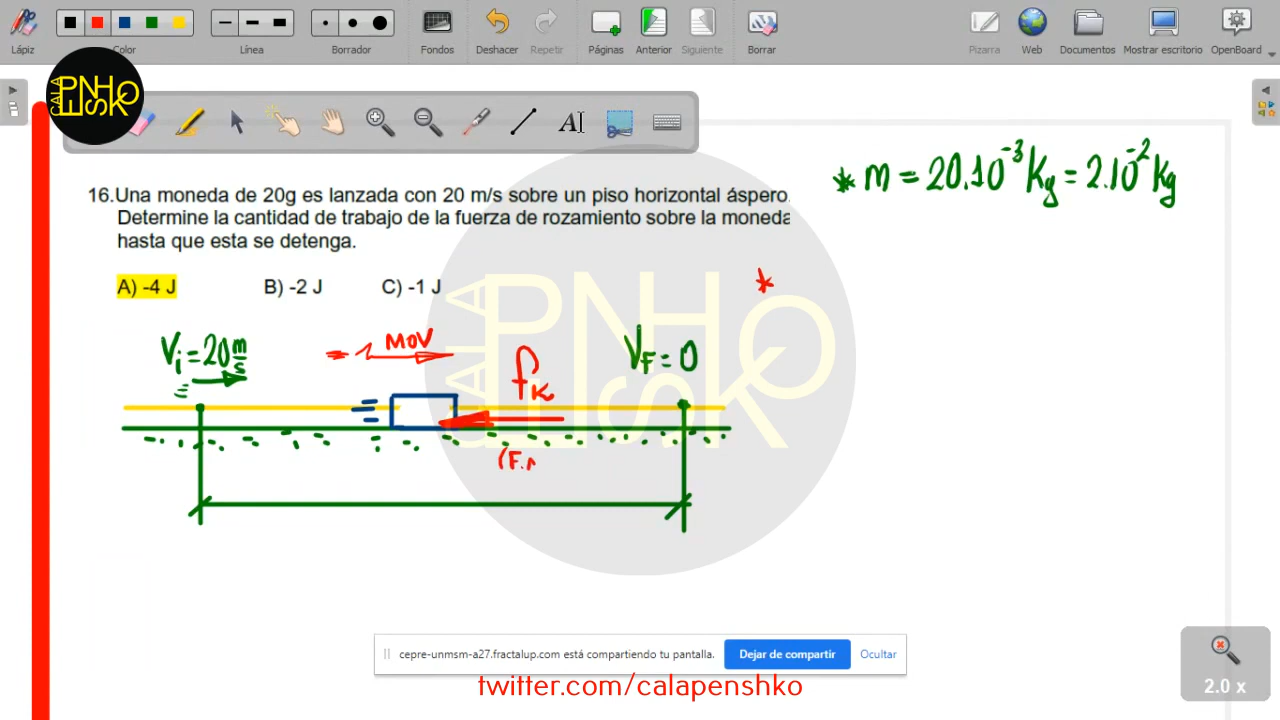 Lápiz
Color
Línea
Borrador
Fondos
Deshacer
Repetir
Páginas
Anterior
Siguiente
Borrar
Pizarra
Web
Documentos
Mostrar escritorio
OpenBoard
CALA
PENSHKO
* m = 20.10⁻³ Kg = 2.10⁻² Kg
16.Una moneda de 20g es lanzada con 20 m/s sobre un piso horizontal áspero.
Determine la cantidad de trabajo de la fuerza de rozamiento sobre la moneda
hasta que esta se detenga.
A) -4 J B) -2 J C) -1 J
*
Vi = 20 m/s
MOV
fk
VF = 0
(F.r
CALA
PENSHKO
cepre-unmsm-a27.fractalup.com está compartiendo tu pantalla.
Dejar de compartir
Ocultar
2.0 x
twitter.com/calapenshko